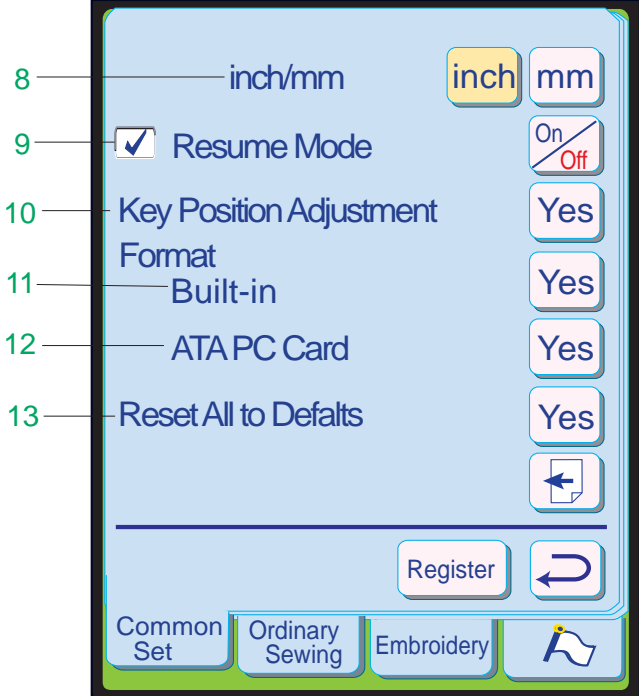 8 inch/mm inch mm
9 Resume Mode On/Off
10 Key Position Adjustment Yes
Format
11 Built-in Yes
12 ATA PC Card Yes
13 Reset All to Defalts Yes
Register
Common Set
Ordinary Sewing
Embroidery